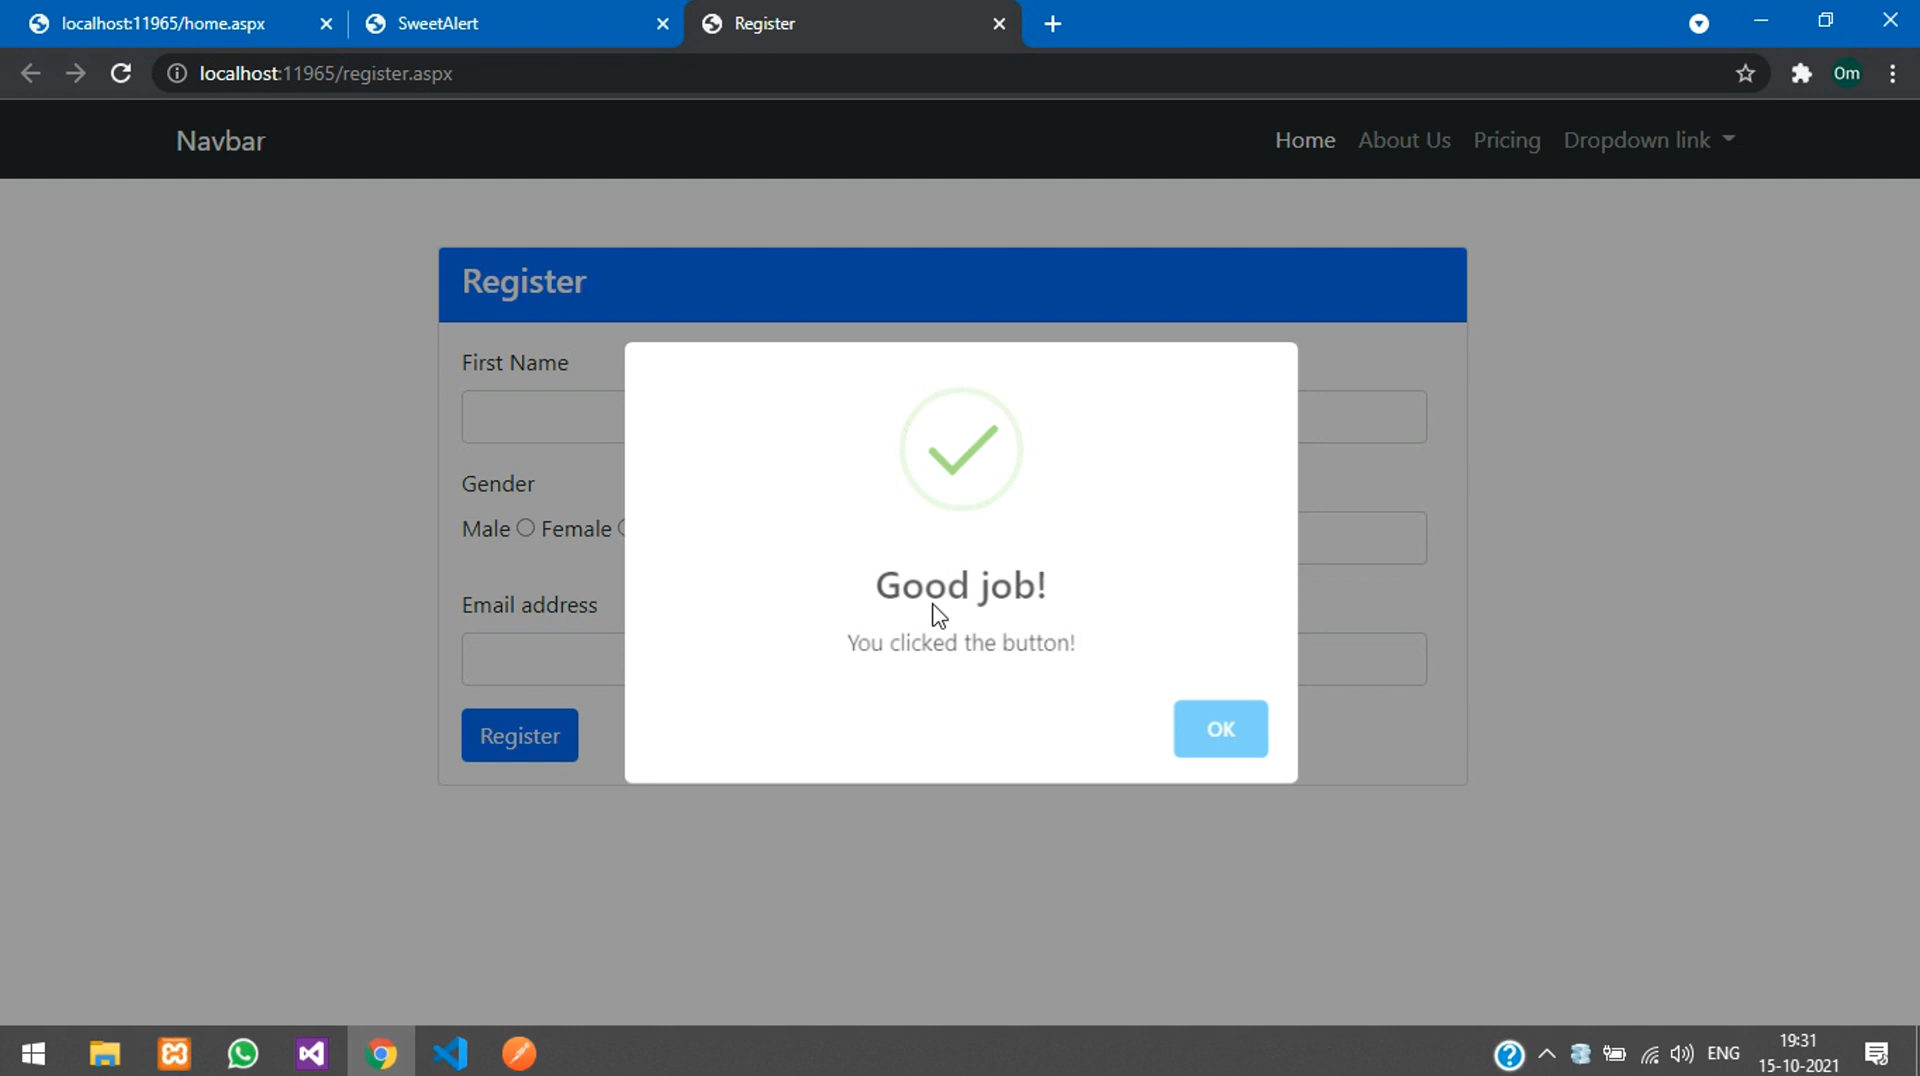 localhost:11965/home.aspx
SweetAlert
Register
localhost:11965/register.aspx
Om
Navbar
Home About Us Pricing Dropdown link
Register
First Name
Gender
Male Female
Email address
Register
Good job!
You clicked the button!
OK
ENG
19:31
15-10-2021